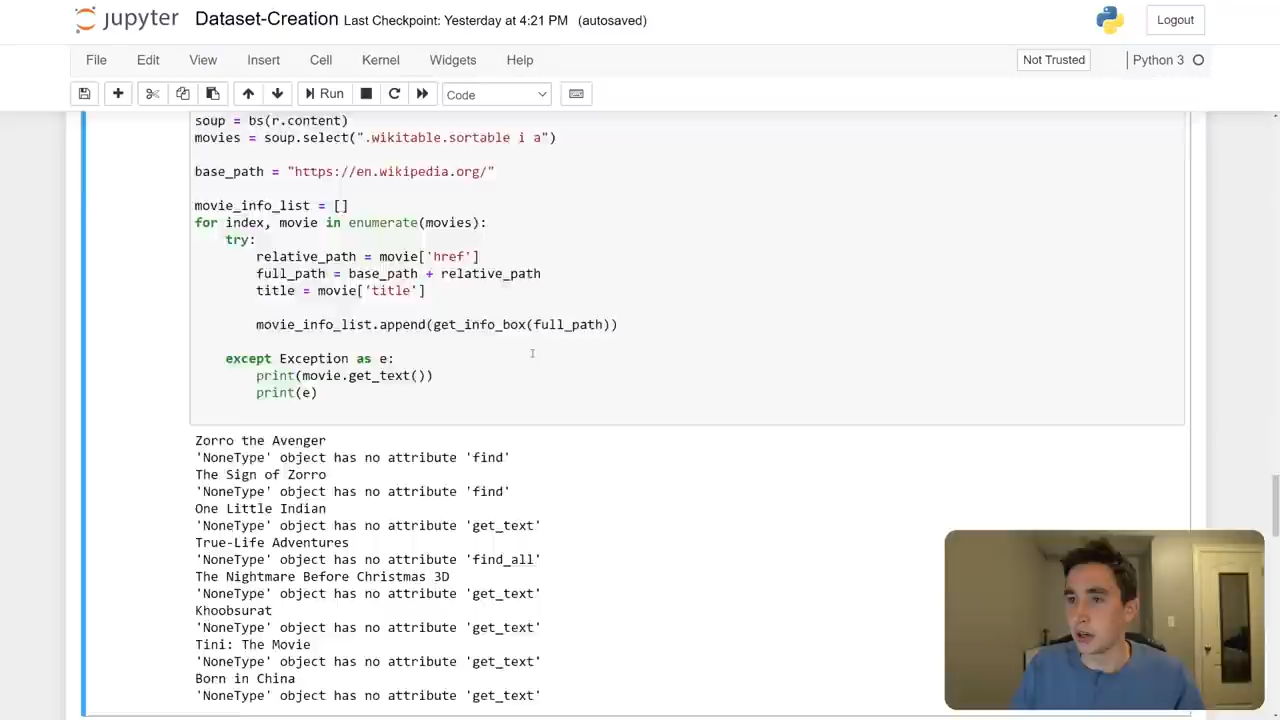 jupyter Dataset-Creation Last Checkpoint: Yesterday at 4:21 PM (autosaved) Logout
File Edit View Insert Cell Kernel Widgets Help Not Trusted Python 3
Run Code
soup = bs(r.content)
movies = soup.select(".wikitable.sortable i a")
base_path = "https://en.wikipedia.org/"
movie_info_list = []
for index, movie in enumerate(movies):
    try:
        relative_path = movie['href']
        full_path = base_path + relative_path
        title = movie['title']
        movie_info_list.append(get_info_box(full_path))
    except Exception as e:
        print(movie.get_text())
        print(e)
Zorro the Avenger
'NoneType' object has no attribute 'find'
The Sign of Zorro
'NoneType' object has no attribute 'find'
One Little Indian
'NoneType' object has no attribute 'get_text'
True-Life Adventures
'NoneType' object has no attribute 'find_all'
The Nightmare Before Christmas 3D
'NoneType' object has no attribute 'get_text'
Khoobsurat
'NoneType' object has no attribute 'get_text'
Tini: The Movie
'NoneType' object has no attribute 'get_text'
Born in China
'NoneType' object has no attribute 'get_text'